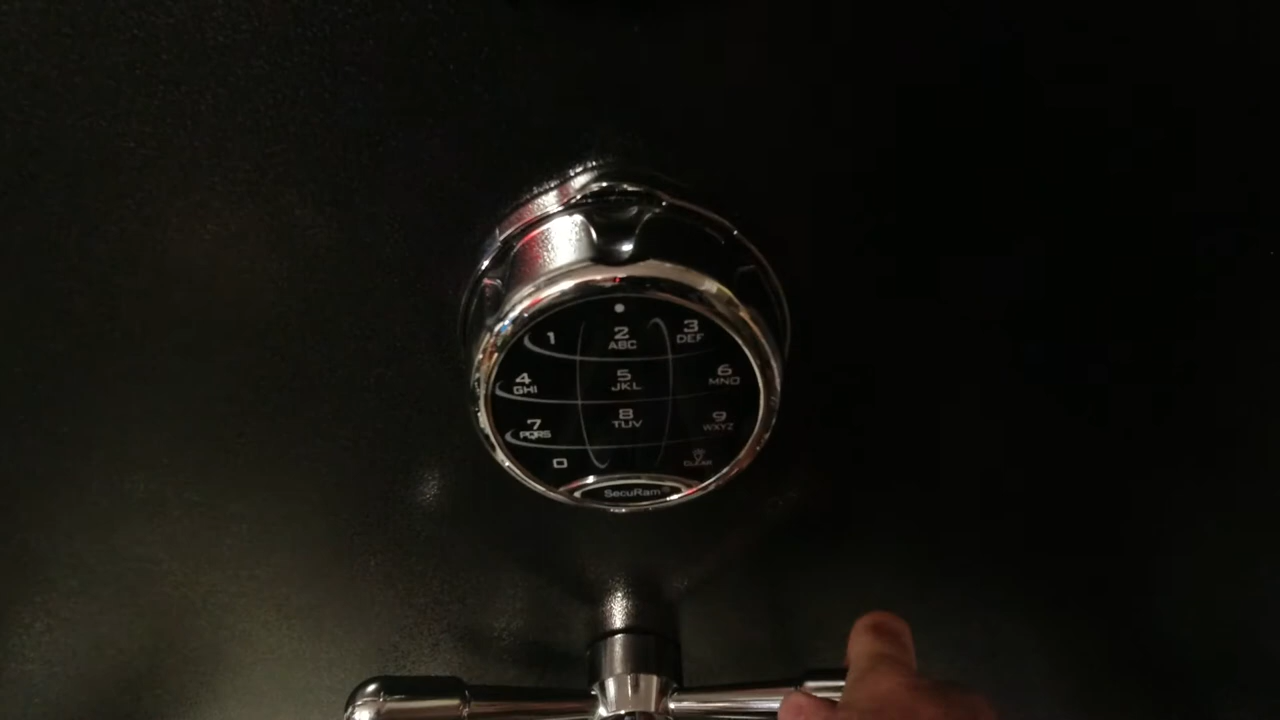 1
2
ABC
3
DEF
4
GHI
5
JKL
6
MNO
7
PQRS
8
TUV
9
WXYZ
0
CLEAR
SecuRam®